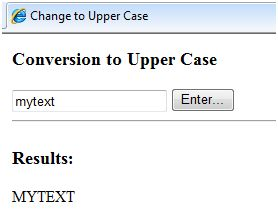 Change to Upper Case
Conversion to Upper Case
mytext Enter...
Results:
MYTEXT